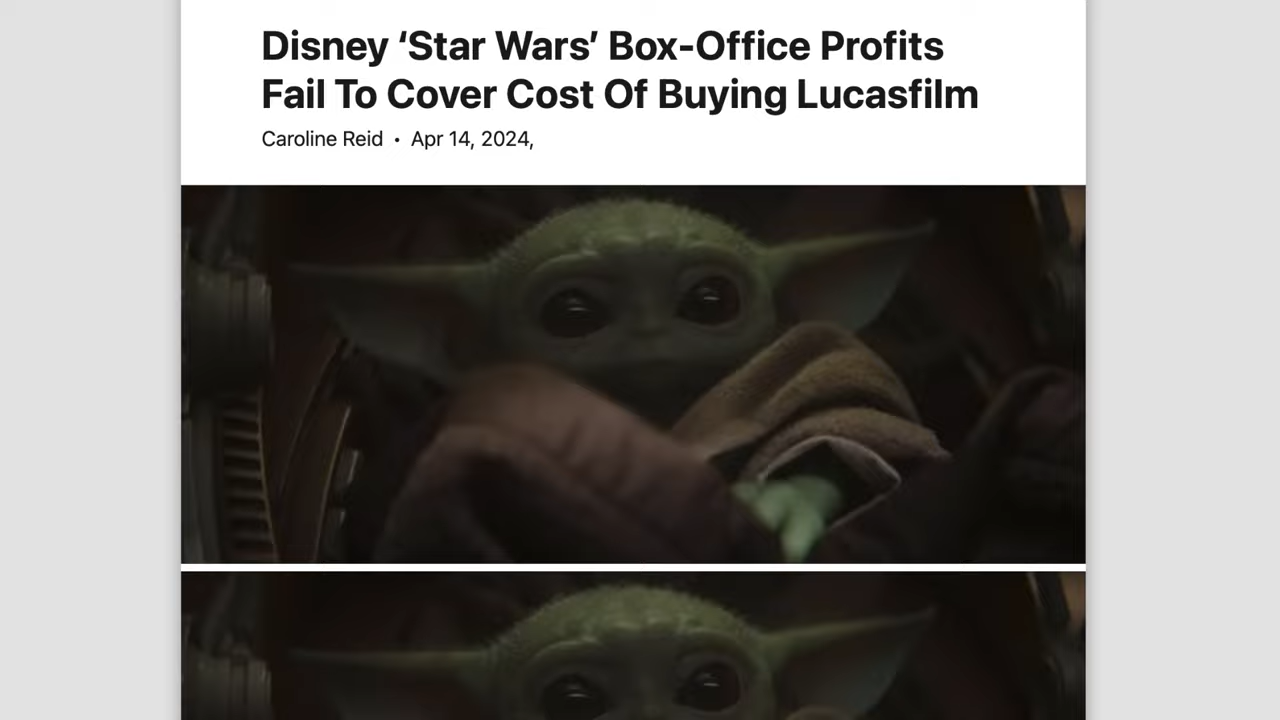 Disney ‘Star Wars’ Box-Office Profits
Fail To Cover Cost Of Buying Lucasfilm
Caroline Reid • Apr 14, 2024,